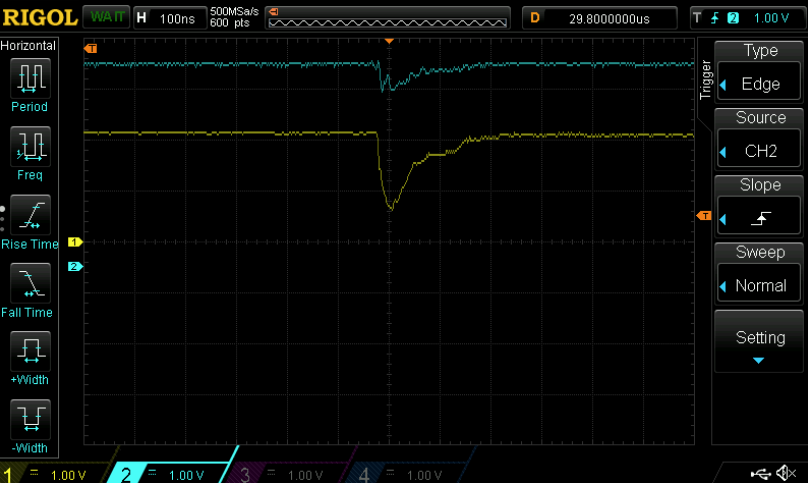 RIGOL WAIT H 100ns 500MSa/s 600 pts D 29.8000000us T 2 1.00 V
Horizontal
Period
Freq
Rise Time
Fall Time
+Width
-Width
T
T
1
2
Trigger
Type
Edge
Source
CH2
Slope
Sweep
Normal
Setting
1 = 1.00 V 2 = 1.00 V 3 = 1.00 V 4 = 1.00 V